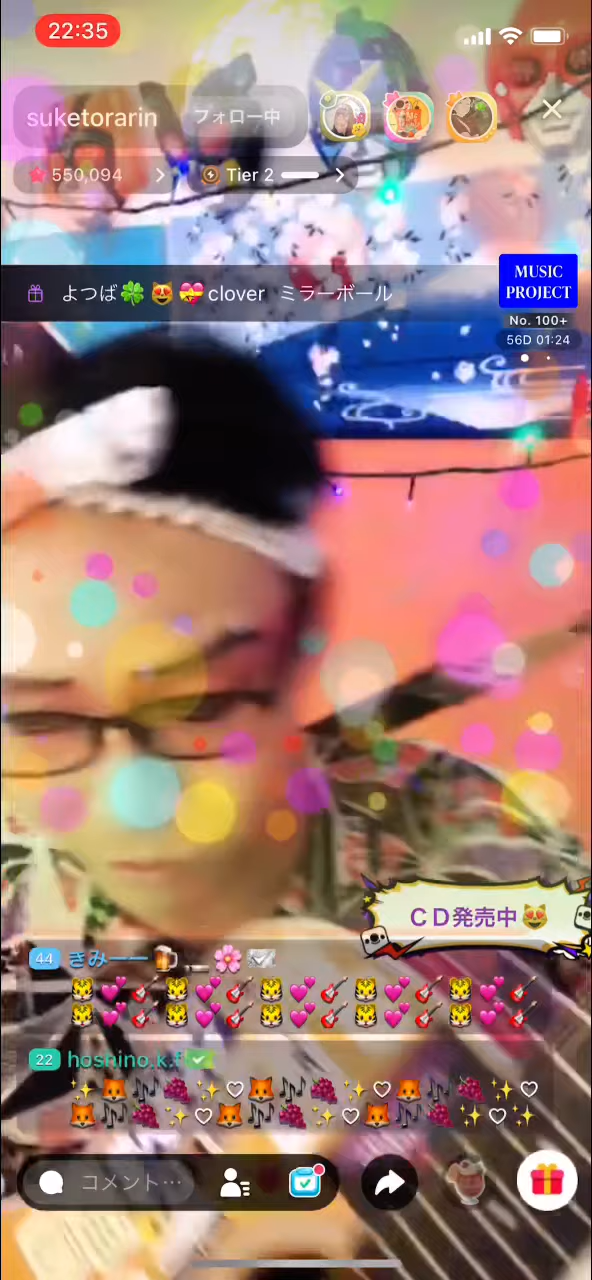 22:35
suketorarin フォロー中
550,094
Tier 2
よつば🍀😻💝clover ミラーボール
MUSIC
PROJECT
No. 100+
56D 01:24
ＣＤ発売中😻
44 きみーー🍺🚬🌸
🐯💕🎸🐯💕🎸🐯💕🎸🐯💕🎸🐯💕🎸
🐯💕🎸🐯💕🎸🐯💕🎸🐯💕🎸🐯💕🎸
22 hoshino.k.f
✨🦊🎶🍇✨🤍🦊🎶🍇✨🤍🦊🎶🍇✨🤍
🦊🎶🍇✨🤍🦊🎶🍇✨🤍🦊🎶🍇✨🤍✨
コメント…